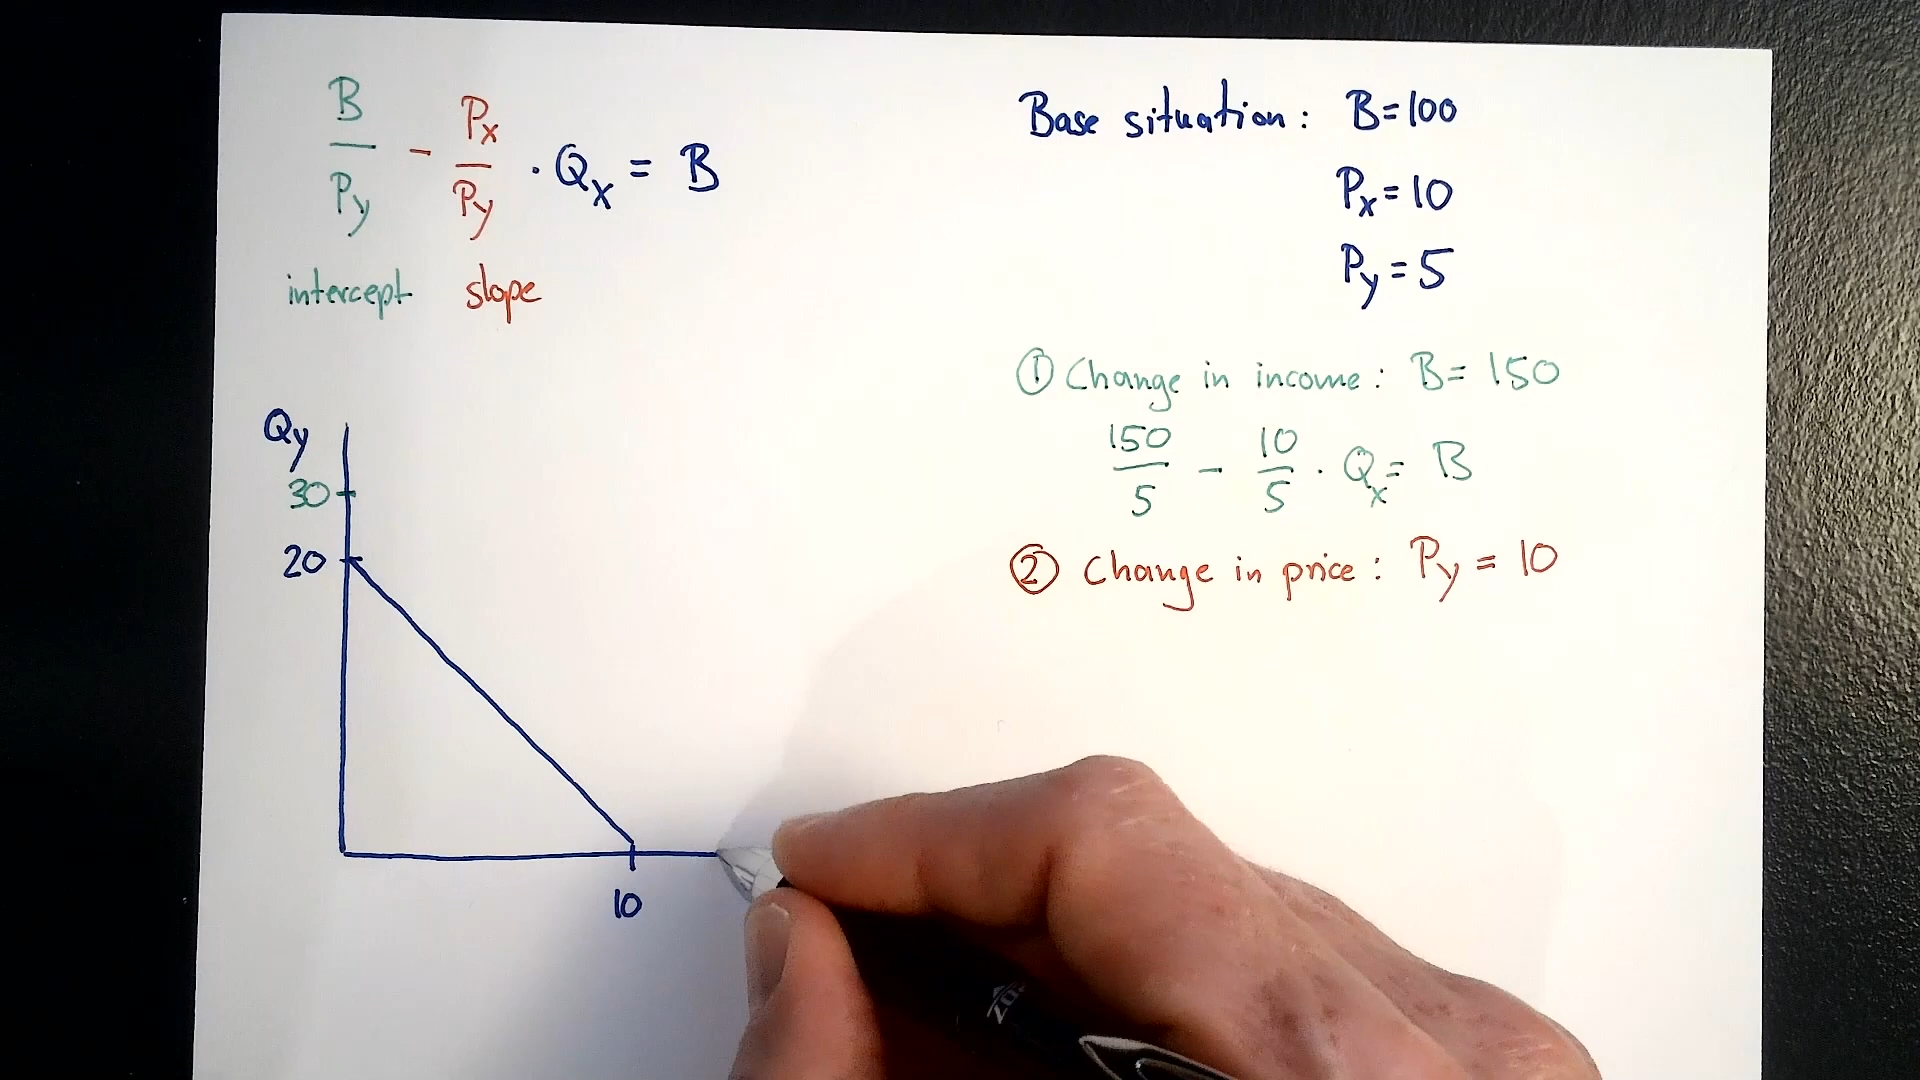 B/Py - Px/Py · Qx = B
intercept slope
Base situation: B=100
Px=10
Py=5
① Change in income: B= 150
150/5 - 10/5 · Qx= B
② Change in price: Py = 10
Qy
30
20
10